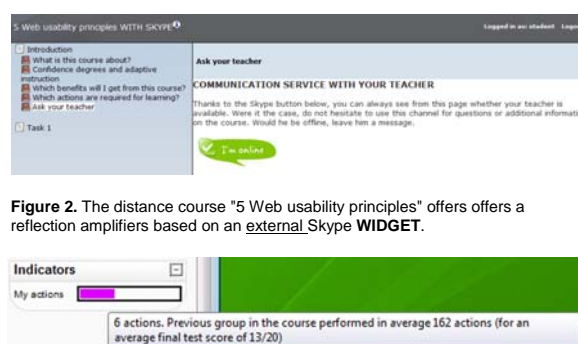 5 Web usability principles WITH SKYPE
Logged in as: student Logout
Introduction
What is this course about?
Confidence degrees and adaptive
instruction
Which benefits will I get from this course?
Which actions are required for learning?
Ask your teacher
Task 1
Ask your teacher
COMMUNICATION SERVICE WITH YOUR TEACHER
Thanks to the Skype button below, you can always see from this page whether your teacher is
available. Were it the case, do not hesitate to use this channel for questions or additional informati
on the course. Would he be offline, leave him a message.
I'm online
Figure 2. The distance course "5 Web usability principles" offers offers a
reflection amplifiers based on an external Skype WIDGET.
Indicators
My actions
6 actions. Previous group in the course performed in average 162 actions (for an
average final test score of 13/20)